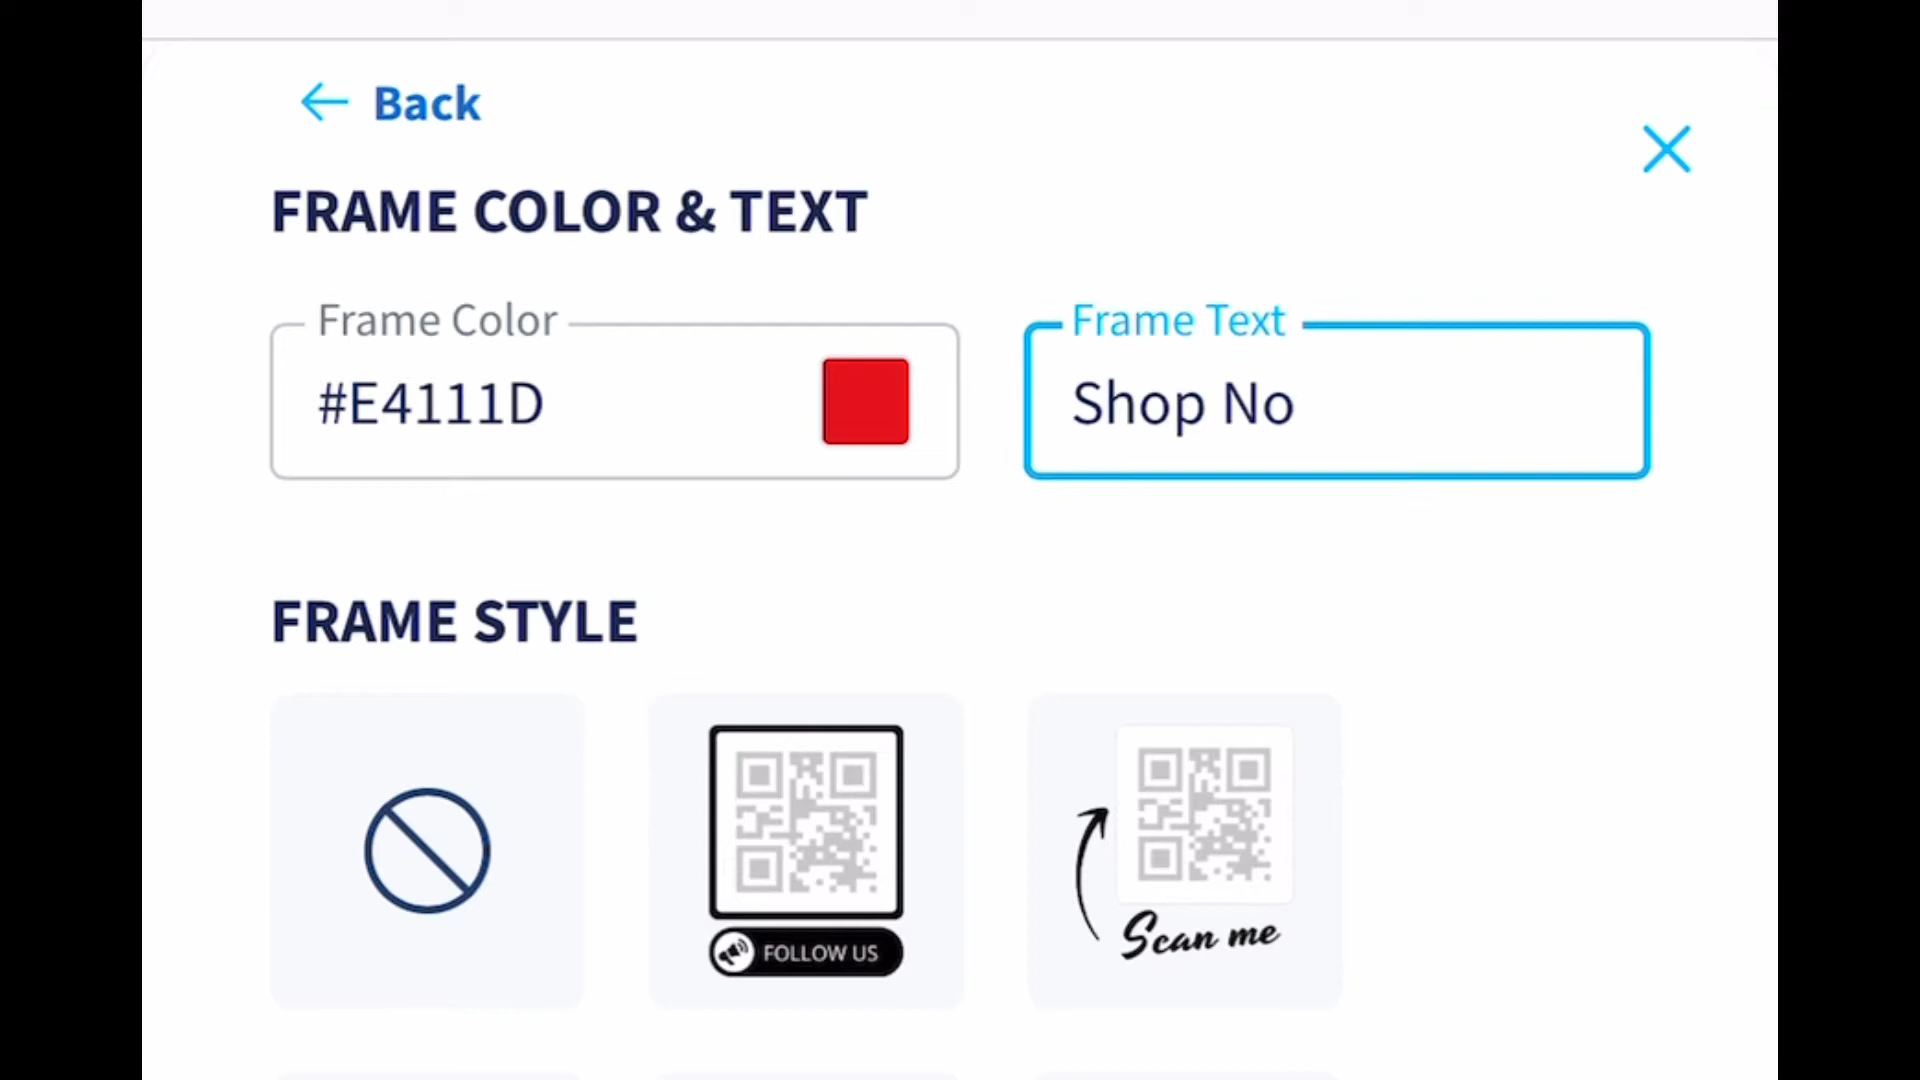 Back
FRAME COLOR & TEXT
Frame Color
#E4111D
Frame Text
Shop No
FRAME STYLE
FOLLOW US
Scan me